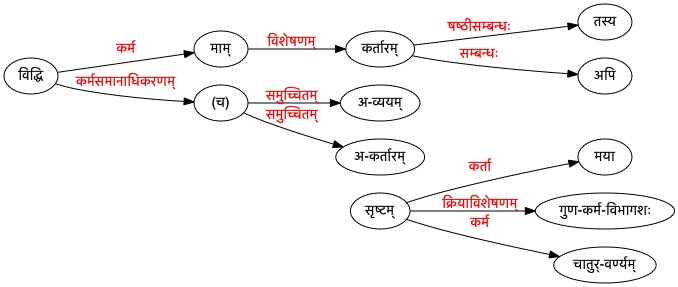 षष्ठीसम्बन्धः
तस्य
कर्म
माम्
विशेषणम्
कर्तारम्
सम्बन्धः
विद्धि
अपि
कर्मसमानाधिकरणम्
(च)
समुच्चितम्
अ-व्ययम्
समुच्चितम्
अ-कर्तारम्
मया
कर्ता
सृष्टम्
क्रियाविशेषणम्
गुण-कर्म-विभागशः
कर्म
चातुर्-वर्ण्यम्